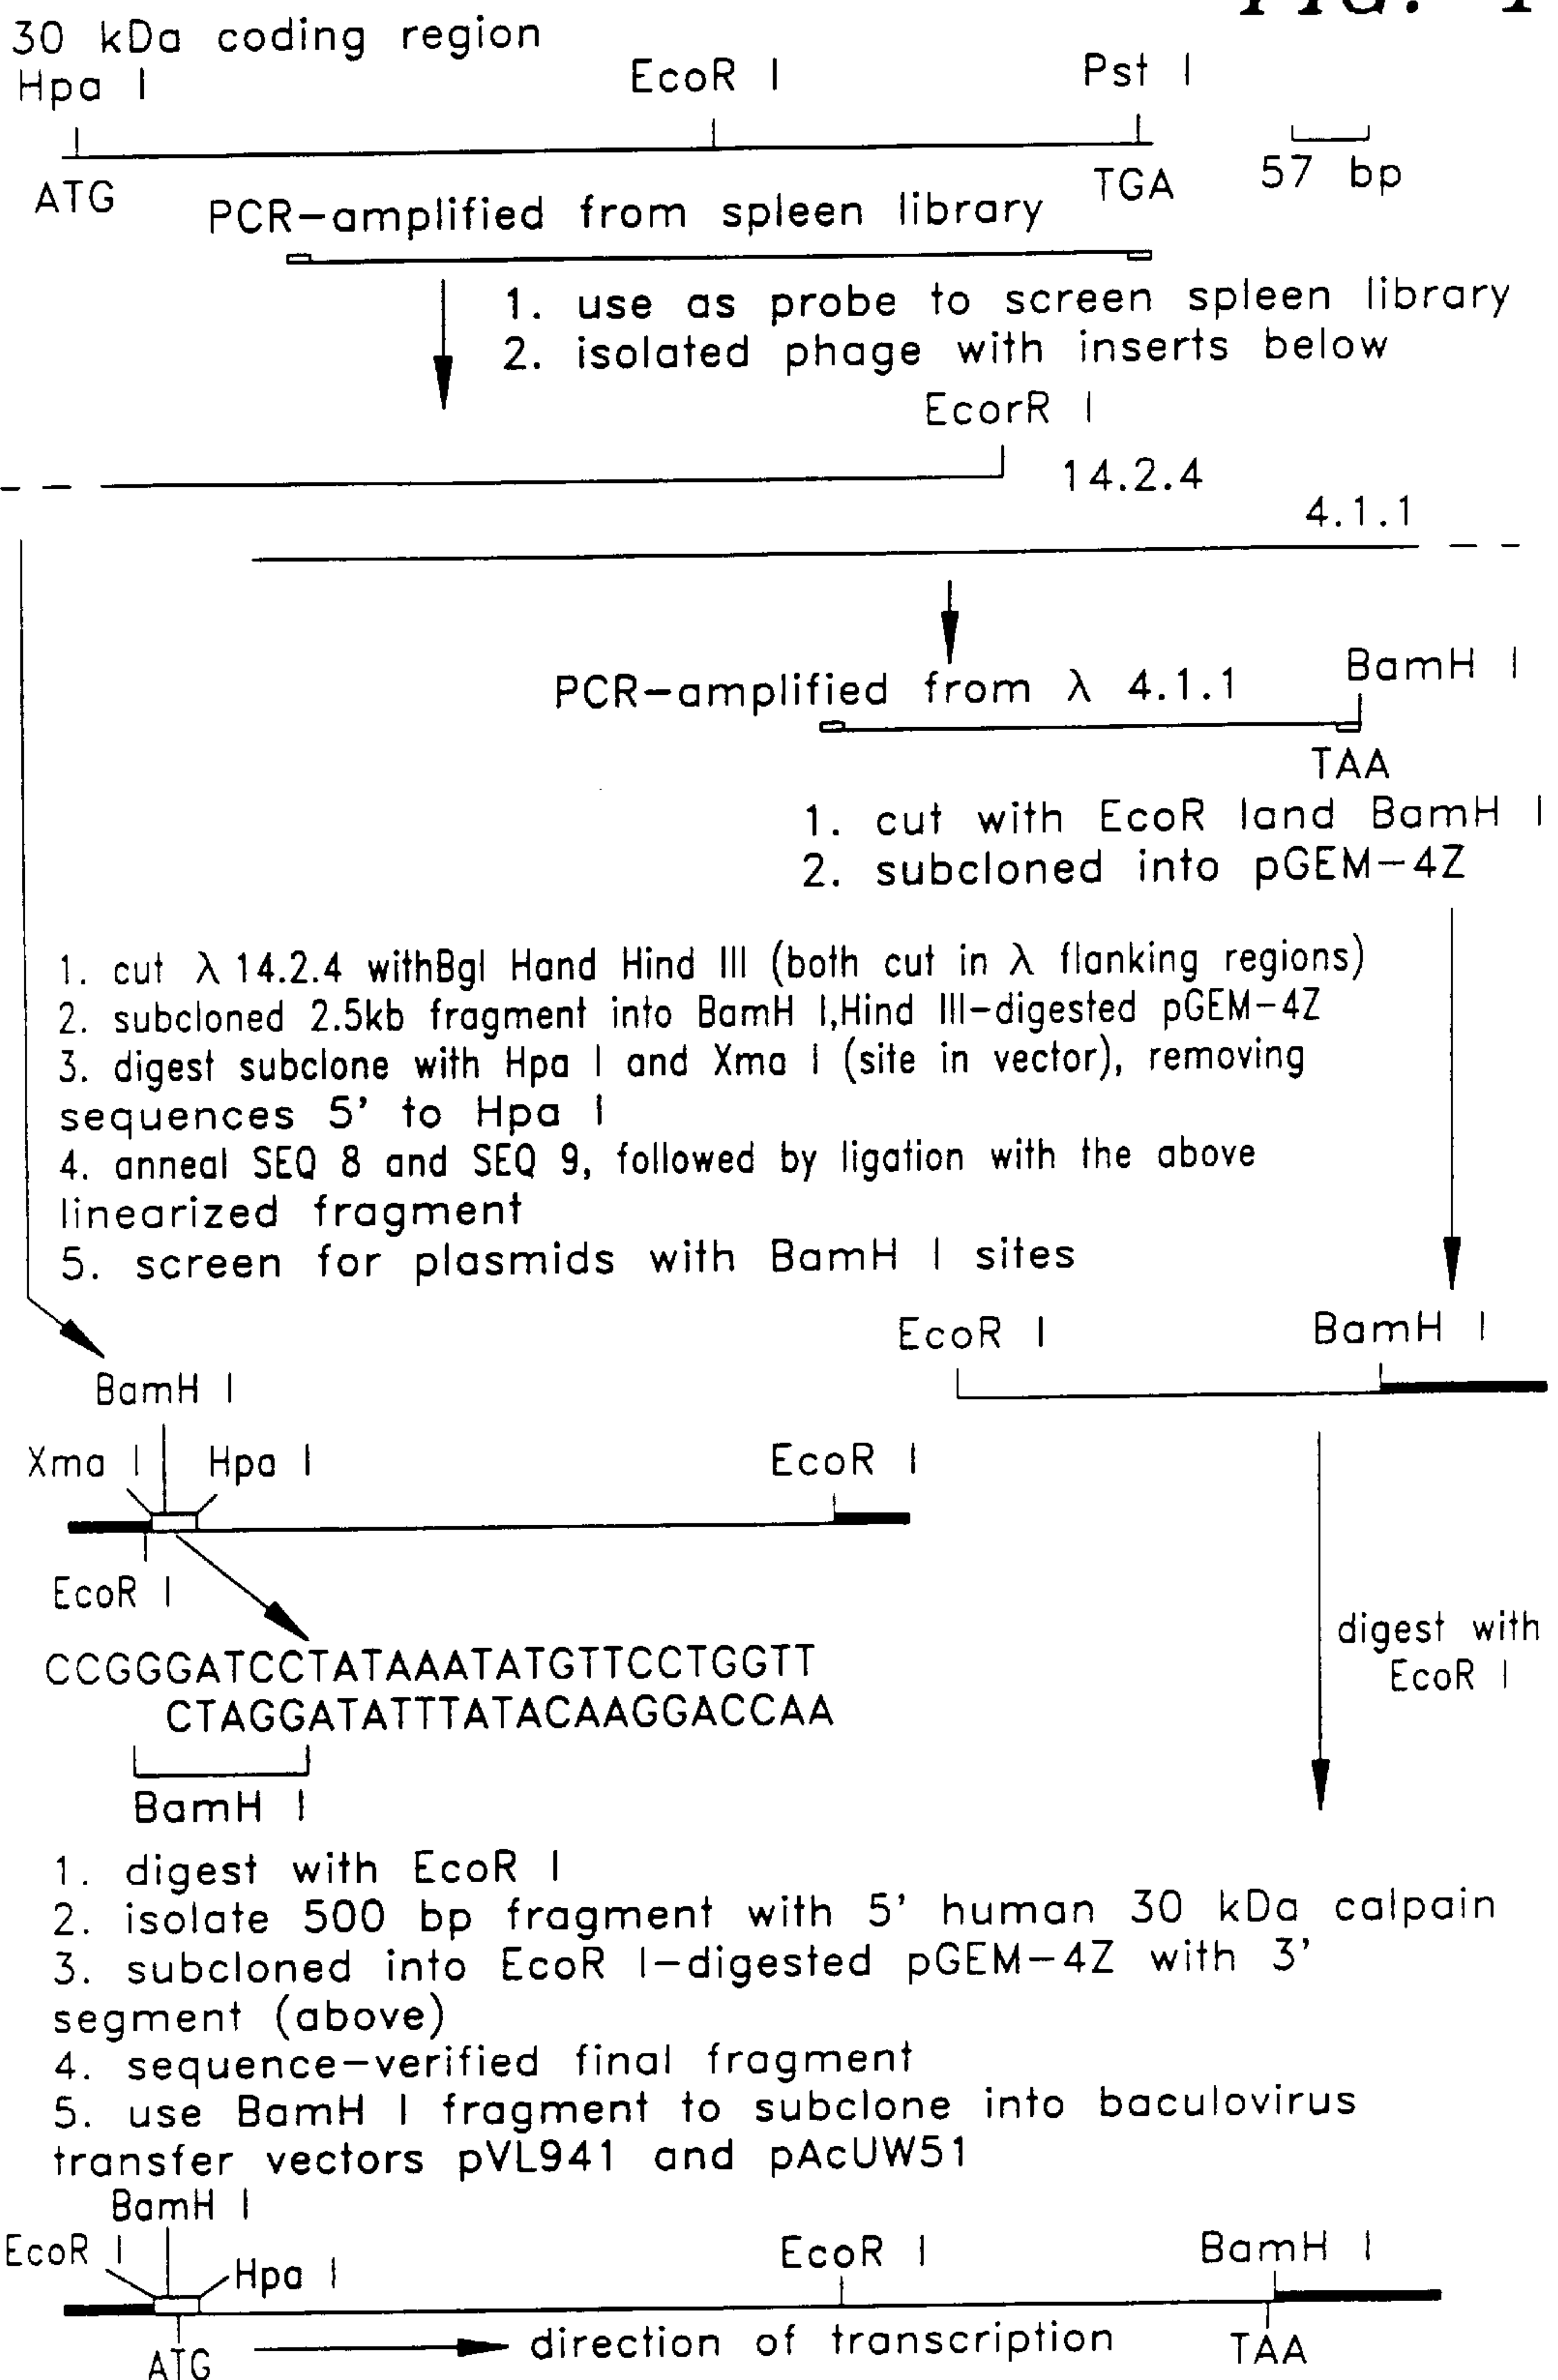 FIG. 1
30 kDa coding region
Hpa I EcoR I Pst I
ATG TGA 57 bp
PCR-amplified from spleen library
1. use as probe to screen spleen library
2. isolated phage with inserts below
EcorR I
14.2.4
4.1.1
PCR-amplified from λ 4.1.1 BamH I
TAA
1. cut with EcoR Iand BamH I
2. subcloned into pGEM-4Z
1. cut λ 14.2.4 withBgl Hand Hind III (both cut in λ flanking regions)
2. subcloned 2.5kb fragment into BamH I,Hind III-digested pGEM-4Z
3. digest subclone with Hpa I and Xma I (site in vector), removing
sequences 5' to Hpa I
4. anneal SEQ 8 and SEQ 9, followed by ligation with the above
linearized fragment
5. screen for plasmids with BamH I sites
EcoR I BamH I
BamH I
Xma I Hpa I EcoR I
EcoR I
digest with
EcoR I
CCGGGATCCTATAAATATGTTCCTGGTT
CTAGGATATTTATACAAGGACCAA
BamH I
1. digest with EcoR I
2. isolate 500 bp fragment with 5' human 30 kDa calpain
3. subcloned into EcoR I-digested pGEM-4Z with 3'
segment (above)
4. sequence-verified final fragment
5. use BamH I fragment to subclone into baculovirus
transfer vectors pVL941 and pAcUW51
BamH I
EcoR I Hpa I EcoR I BamH I
ATG direction of transcription TAA